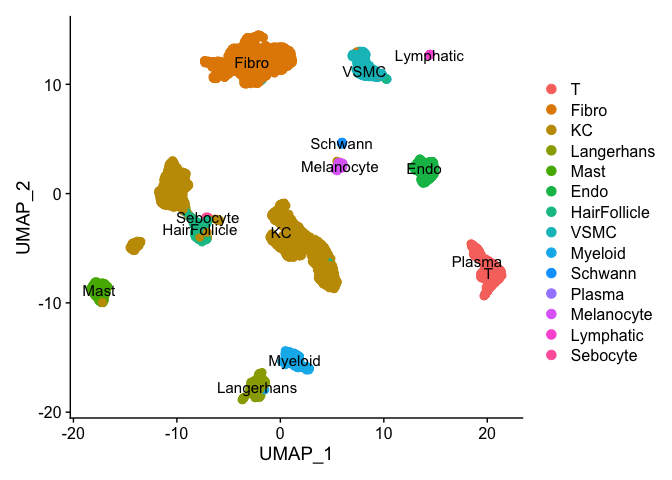 Fibro
Lymphatic
VSMC
Schwann
Melanocyte
Endo
Sebocyte
HairFollicle
KC
Plasma
T
Mast
Myeloid
Langerhans
10
0
-10
-20
UMAP_2
-20 -10 0 10 20
UMAP_1
T
Fibro
KC
Langerhans
Mast
Endo
HairFollicle
VSMC
Myeloid
Schwann
Plasma
Melanocyte
Lymphatic
Sebocyte